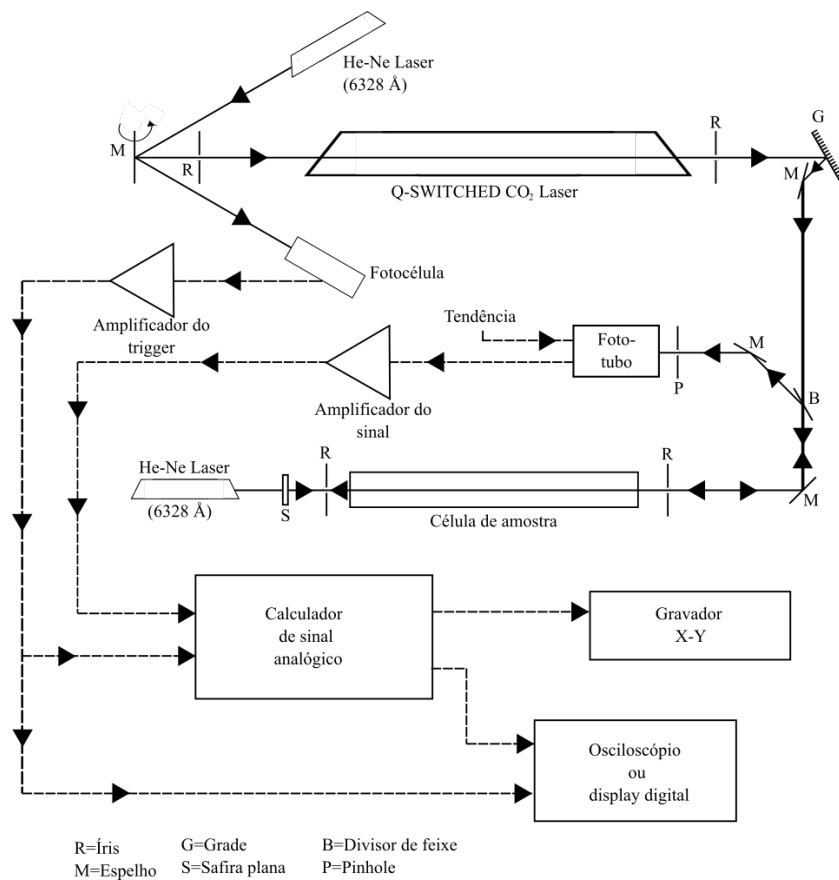 He-Ne Laser
(6328 Å)
M
R
Q-SWITCHED CO₂ Laser
R
G
M
Fotocélula
Amplificador do
trigger
Tendência
Foto-
tubo
P
M
B
Amplificador do
sinal
He-Ne Laser
(6328 Å)
S
R
Célula de amostra
R
M
Calculador
de sinal
analógico
Gravador
X-Y
Osciloscópio
ou
display digital
R=Íris
M=Espelho
G=Grade
S=Safira plana
B=Divisor de feixe
P=Pinhole